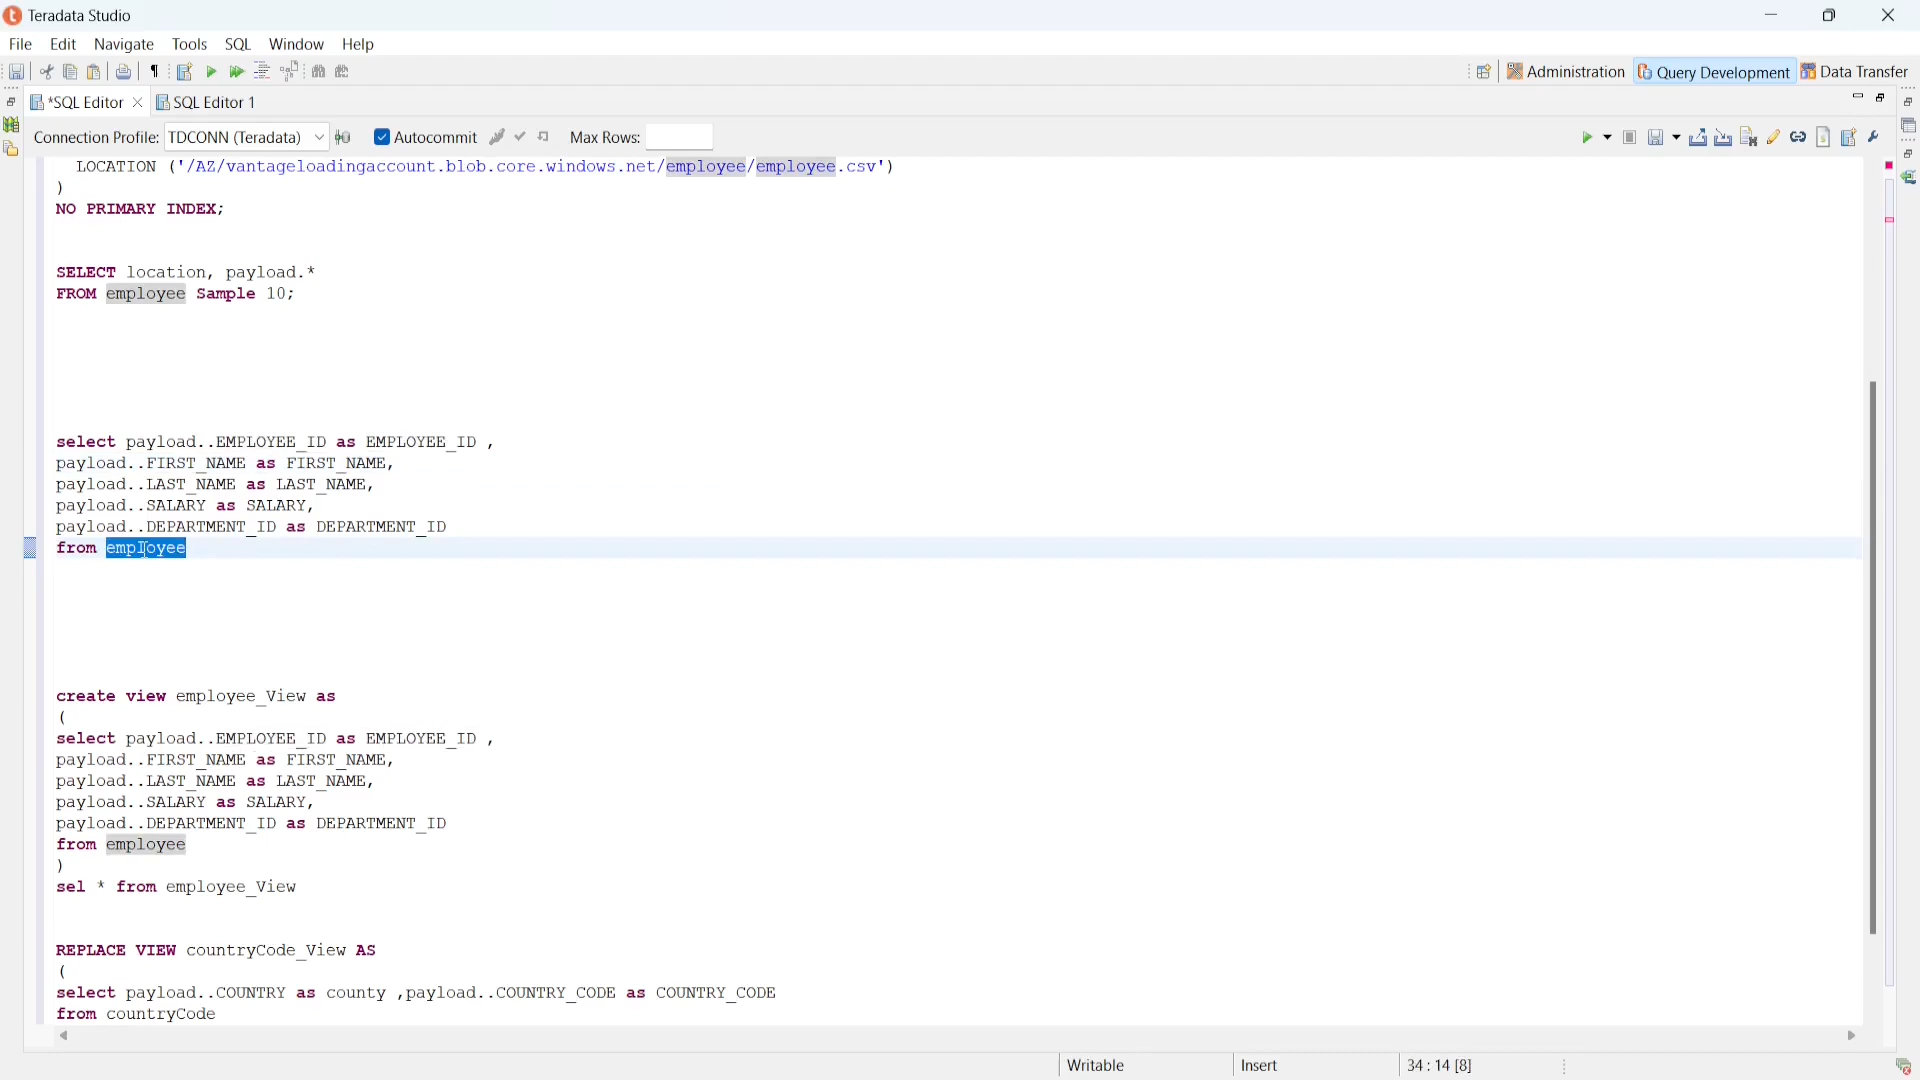 Teradata Studio
File Edit Navigate Tools SQL Window Help
Administration Query Development Data Transfer
*SQL Editor SQL Editor 1
Connection Profile: TDCONN (Teradata) Autocommit Max Rows:
LOCATION ('/AZ/vantageloadingaccount.blob.core.windows.net/employee/employee.csv')
)
NO PRIMARY INDEX;
SELECT location, payload.*
FROM employee Sample 10;
select payload..EMPLOYEE_ID as EMPLOYEE_ID ,
payload..FIRST_NAME as FIRST_NAME,
payload..LAST_NAME as LAST_NAME,
payload..SALARY as SALARY,
payload..DEPARTMENT_ID as DEPARTMENT_ID
from employee
create view employee_View as
(
select payload..EMPLOYEE_ID as EMPLOYEE_ID ,
payload..FIRST_NAME as FIRST_NAME,
payload..LAST_NAME as LAST_NAME,
payload..SALARY as SALARY,
payload..DEPARTMENT_ID as DEPARTMENT_ID
from employee
)
sel * from employee_View
REPLACE VIEW countryCode_View AS
(
select payload..COUNTRY as county ,payload..COUNTRY_CODE as COUNTRY_CODE
from countryCode
Writable Insert 34 : 14 [8]